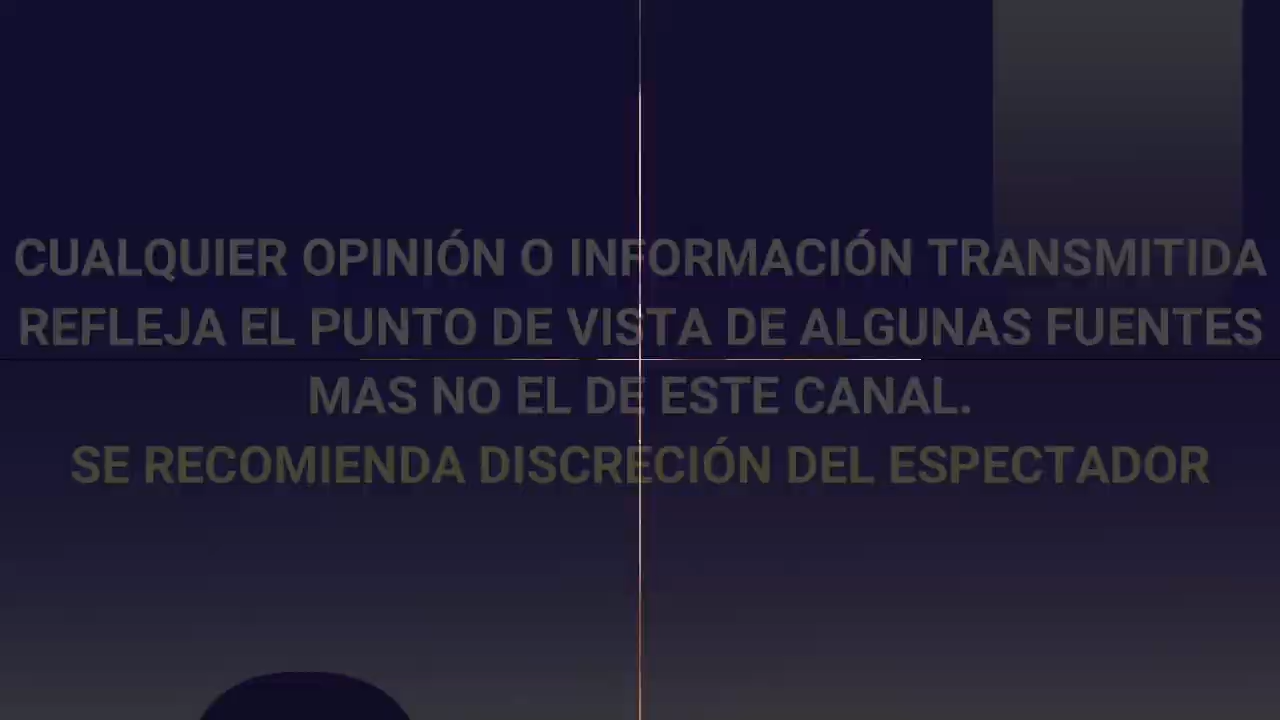 CUALQUIER OPINIÓN O INFORMACIÓN TRANSMITIDA
REFLEJA EL PUNTO DE VISTA DE ALGUNAS FUENTES
MAS NO EL DE ESTE CANAL.
SE RECOMIENDA DISCRECIÓN DEL ESPECTADOR